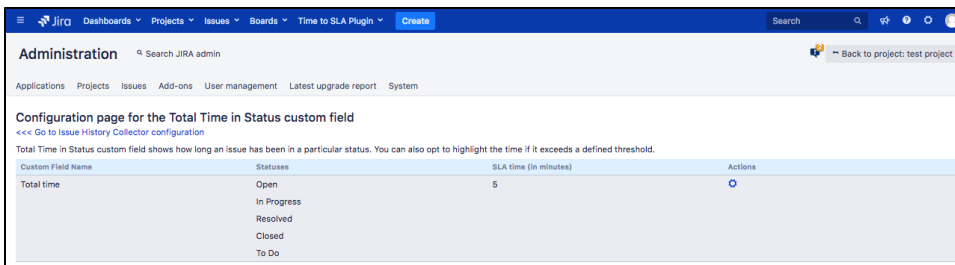 Jira Dashboards Projects Issues Boards Time to SLA Plugin Create Search
Administration Search JIRA admin 2 Back to project: test project
Applications Projects Issues Add-ons User management Latest upgrade report System
Configuration page for the Total Time in Status custom field
<<< Go to Issue History Collector configuration
Total Time in Status custom field shows how long an issue has been in a particular status. You can also opt to highlight the time if it exceeds a defined threshold.
Custom Field Name Statuses SLA time (in minutes) Actions
Total time Open 5
In Progress
Resolved
Closed
To Do